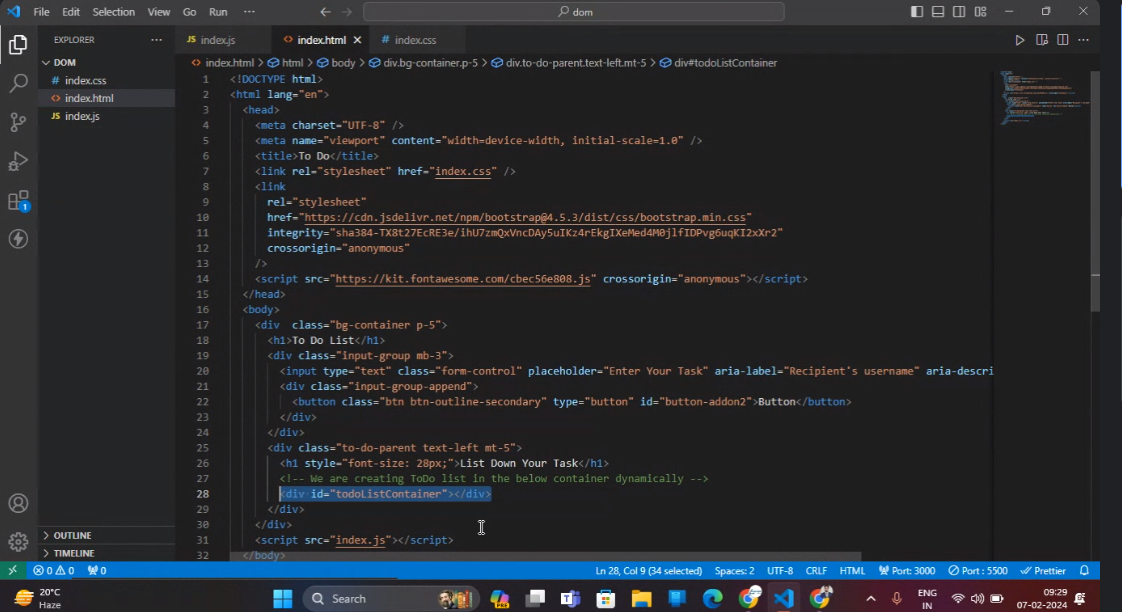 File Edit Selection View Go Run ··· dom
EXPLORER ···
DOM
# index.css
<> index.html
JS index.js
OUTLINE
TIMELINE
JS index.js <> index.html × # index.css
<> index.html > html > body > div.bg-container.p-5 > div.to-do-parent.text-left.mt-5 > div#todoListContainer
1 <!DOCTYPE html>
2 <html lang="en">
3 <head>
4 <meta charset="UTF-8" />
5 <meta name="viewport" content="width=device-width, initial-scale=1.0" />
6 <title>To Do</title>
7 <link rel="stylesheet" href="index.css" />
8 <link
9 rel="stylesheet"
10 href="https://cdn.jsdelivr.net/npm/bootstrap@4.5.3/dist/css/bootstrap.min.css"
11 integrity="sha384-TX8t27EcRE3e/ihU7zmQxVncDAy5uIKz4rEkgIXeMed4M0jlfIDPvg6uqKI2xXr2"
12 crossorigin="anonymous"
13 />
14 <script src="https://kit.fontawesome.com/cbec56e808.js" crossorigin="anonymous"></script>
15 </head>
16 <body>
17 <div class="bg-container p-5">
18 <h1>To Do List</h1>
19 <div class="input-group mb-3">
20 <input type="text" class="form-control" placeholder="Enter Your Task" aria-label="Recipient's username" aria-descri
21 <div class="input-group-append">
22 <button class="btn btn-outline-secondary" type="button" id="button-addon2">Button</button>
23 </div>
24 </div>
25 <div class="to-do-parent text-left mt-5">
26 <h1 style="font-size: 28px;">List Down Your Task</h1>
27 <!-- We are creating ToDo list in the below container dynamically -->
28 <div id="todoListContainer"></div>
29 </div>
30 </div>
31 <script src="index.js"></script>
32 </body>
0 0 0 Ln 28, Col 9 (34 selected) Spaces: 2 UTF-8 CRLF HTML Port: 3000 Port : 5500 Prettier
20°C
Haze
Search
ENG
IN
09:29
07-02-2024